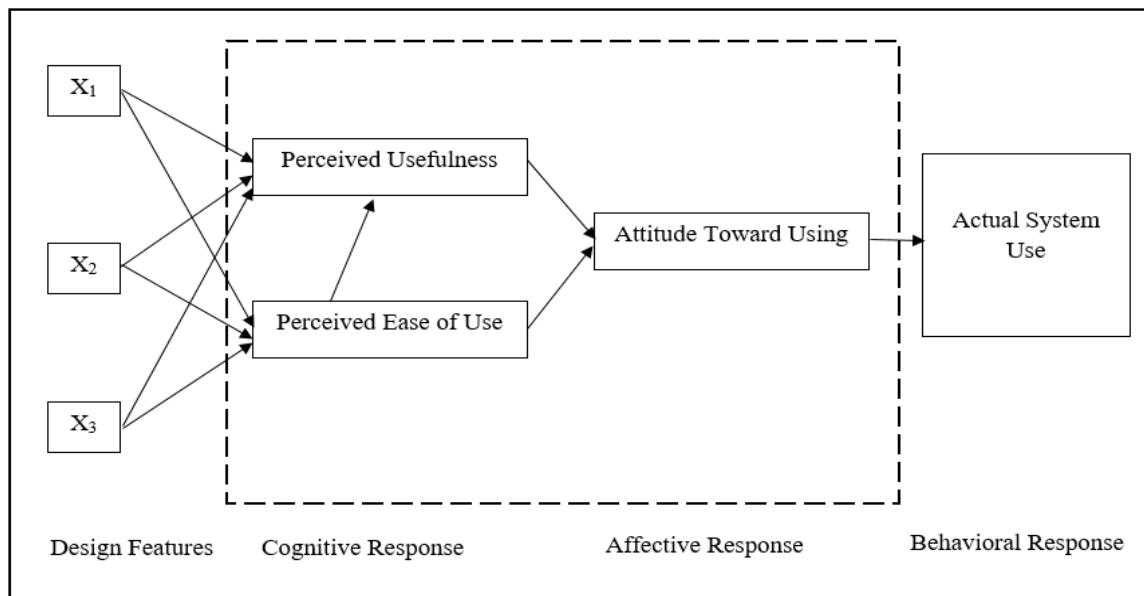 X₁
Perceived Usefulness
X₂
Attitude Toward Using
Actual System
Use
Perceived Ease of Use
X₃
Design Features
Cognitive Response
Affective Response
Behavioral Response